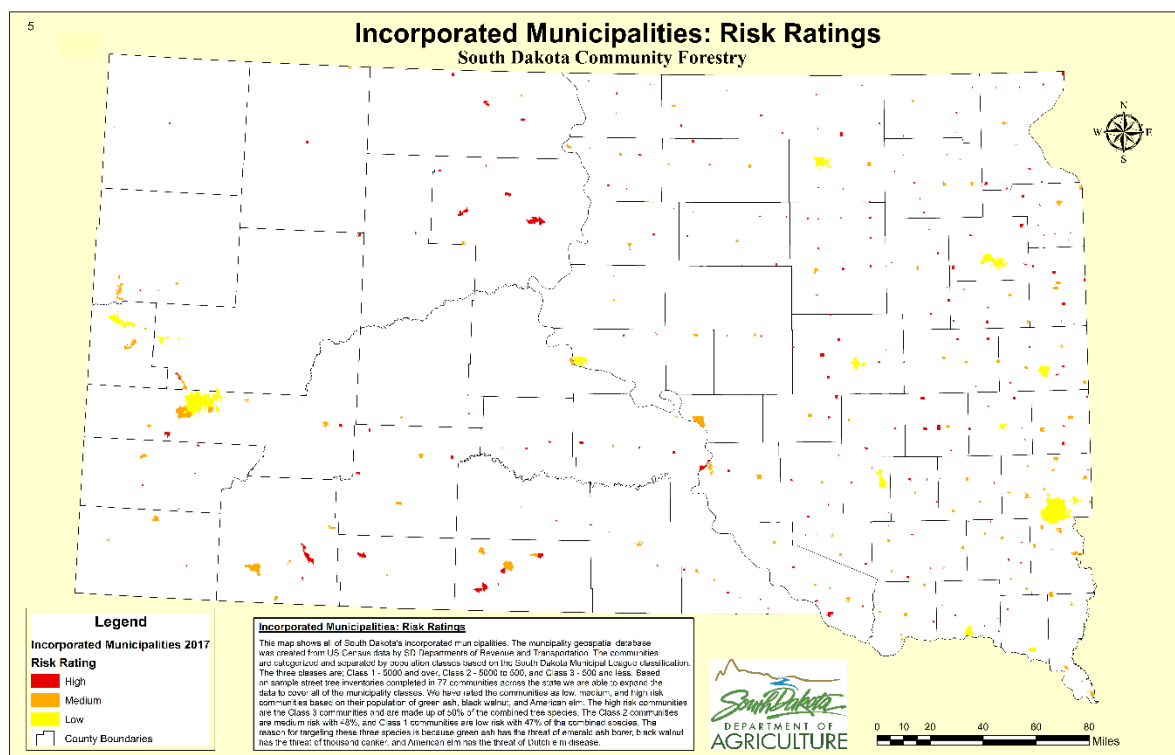 5
Incorporated Municipalities: Risk Ratings
South Dakota Community Forestry
N
W E
S
Legend
Incorporated Municipalities 2017
Risk Rating
High
Medium
Low
County Boundaries
Incorporated Municipalities: Risk Ratings
This map shows all of South Dakota's incorporated municipalities. The municpality geospatial database
was created from US Census data by SD Departments of Revenue and Transportation. The communities
are categorized and separated by population classes based on the South Dakota Municipal League classification.
The three classes are; Class 1 - 5000 and over, Class 2 - 5000 to 500, and Class 3 - 500 and less. Based
on sample street tree inventories completed in 77 communities across the state we are able to expand the
data to cover all of the municipality classes. We have rated the communities as low, medium, and high risk
communities based on their population of green ash, black walnut, and American elm. The high risk communities
are the Class 3 communities and are made up of 50% of the combined tree species. The Class 2 communities
are medium risk with 48%, and Class 1 communities are low risk with 47% of the combined species. The
reason for targeting these three species is because green ash has the threat of emerald ash borer, black walnut
has the threat of thousand canker, and American elm has the threat of Dutch elm disease.
South Dakota
DEPARTMENT OF
AGRICULTURE
0 10 20 40 60 80
Miles